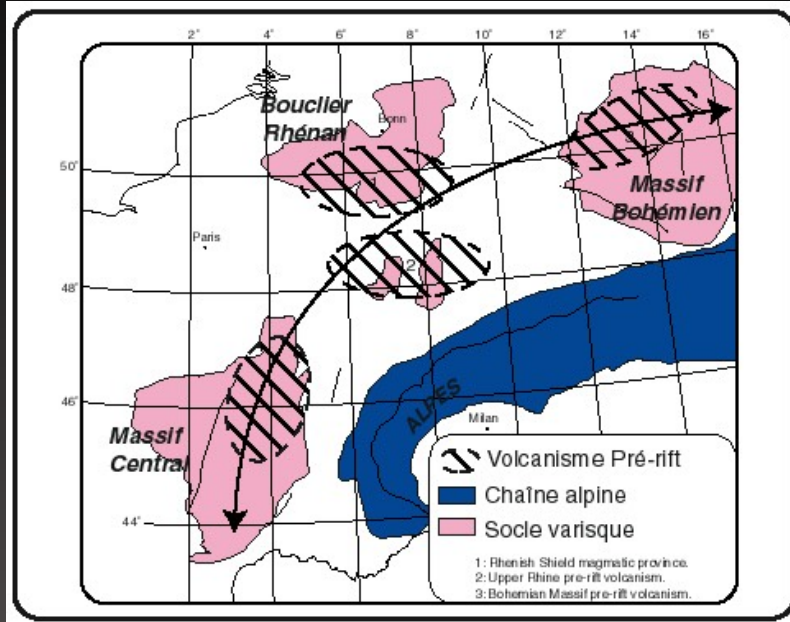 2° 4° 6° 8° 10° 12° 14° 16°
Bouclier
Rhénan
Bonn
50°
Massif
Bohémien
Paris
2
48°
46°
ALPES
Milan
Massif
Central
44°
Volcanisme Pré-rift
Chaîne alpine
Socle varisque
1: Rhenish Shield magmatic province.
2: Upper Rhine pre-rift volcanism.
3: Bohemian Massif pre-rift volcanism.